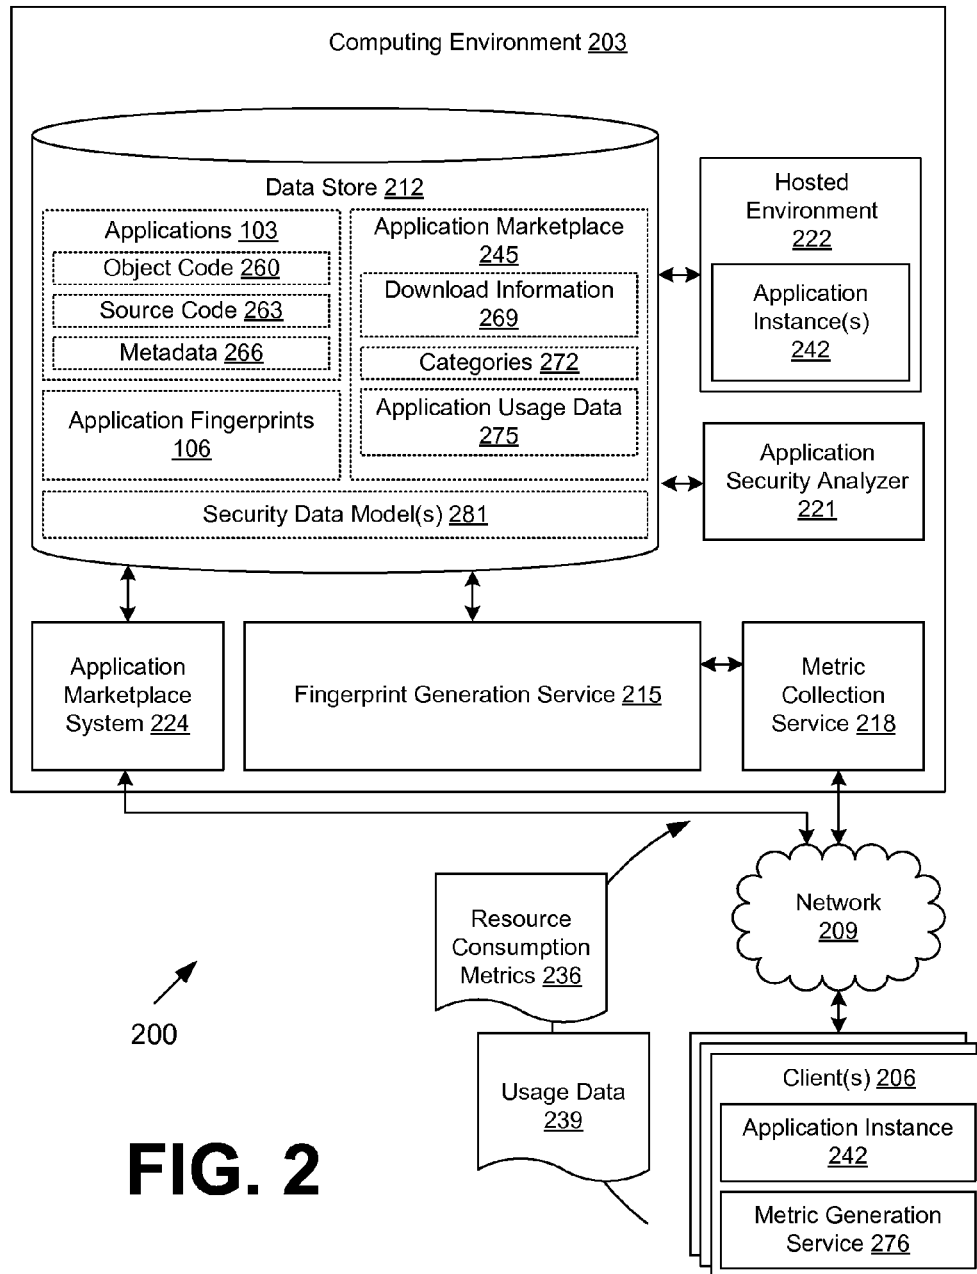 Computing Environment 203
Data Store 212
Applications 103
Object Code 260
Source Code 263
Metadata 266
Application Fingerprints
106
Application Marketplace
245
Download Information
269
Categories 272
Application Usage Data
275
Security Data Model(s) 281
Hosted
Environment
222
Application
Instance(s)
242
Application
Security Analyzer
221
Application
Marketplace
System 224
Fingerprint Generation Service 215
Metric
Collection
Service 218
Network
209
Resource
Consumption
Metrics 236
Usage Data
239
200
Client(s) 206
Application Instance
242
Metric Generation
Service 276
FIG. 2